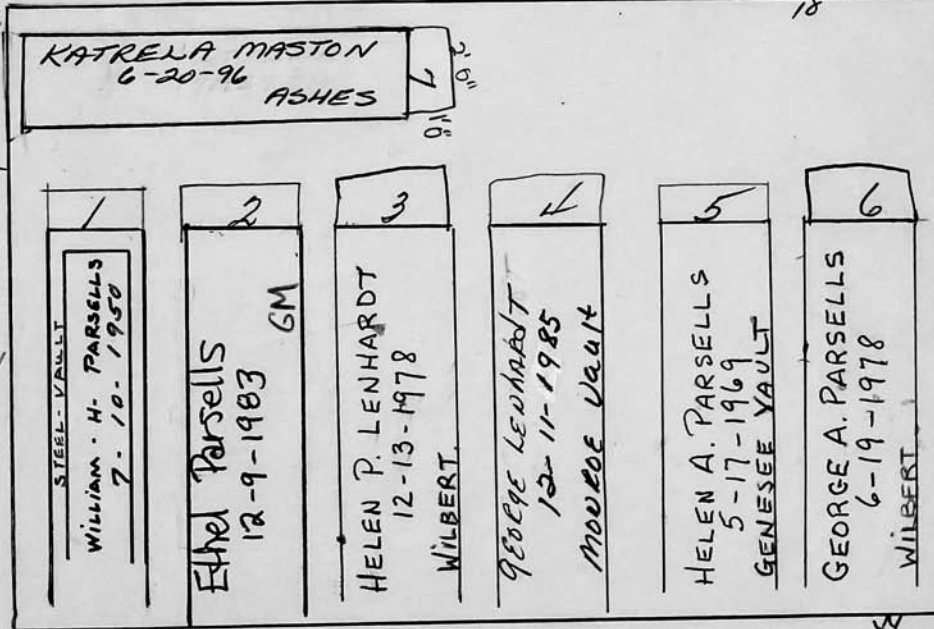 18
KATRELA MASTON
6-20-96
ASHES
7
2'6"
1'0"
1
STEEL-VAULT
WILLIAM. H. PARSELLS
7. 10. 1950
2
Ethel Parsells
12-9-1983
GM
3
HELEN P. LENHARDT
12-13-1978
WILBERT
4
GEORGE LENHARDT
12-11-1985
MONROE VAULT
5
HELEN A. PARSELLS
5-17-1969
GENESEE VAULT
6
GEORGE A. PARSELLS
6-19-1978
WILBERT